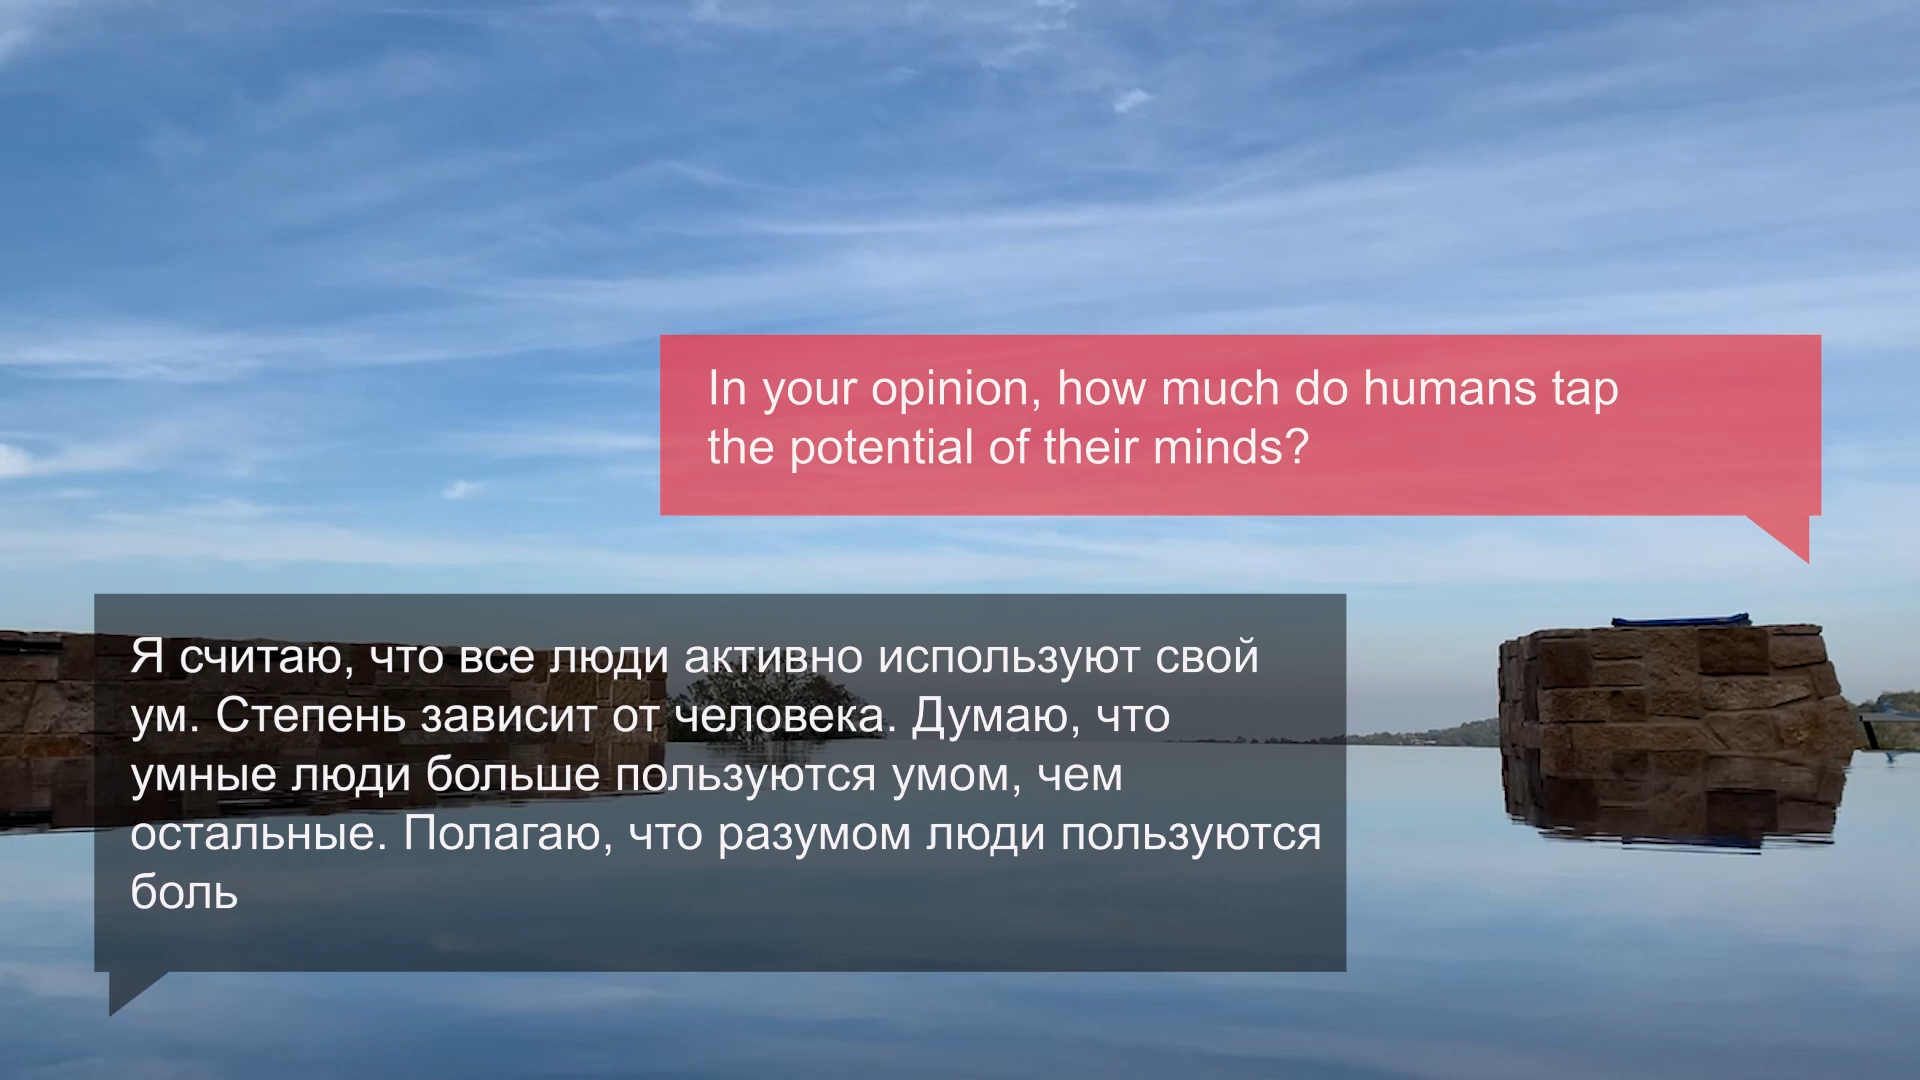 In your opinion, how much do humans tap
the potential of their minds?
Я считаю, что все люди активно используют свой
ум. Степень зависит от человека. Думаю, что
умные люди больше пользуются умом, чем
остальные. Полагаю, что разумом люди пользуются
боль